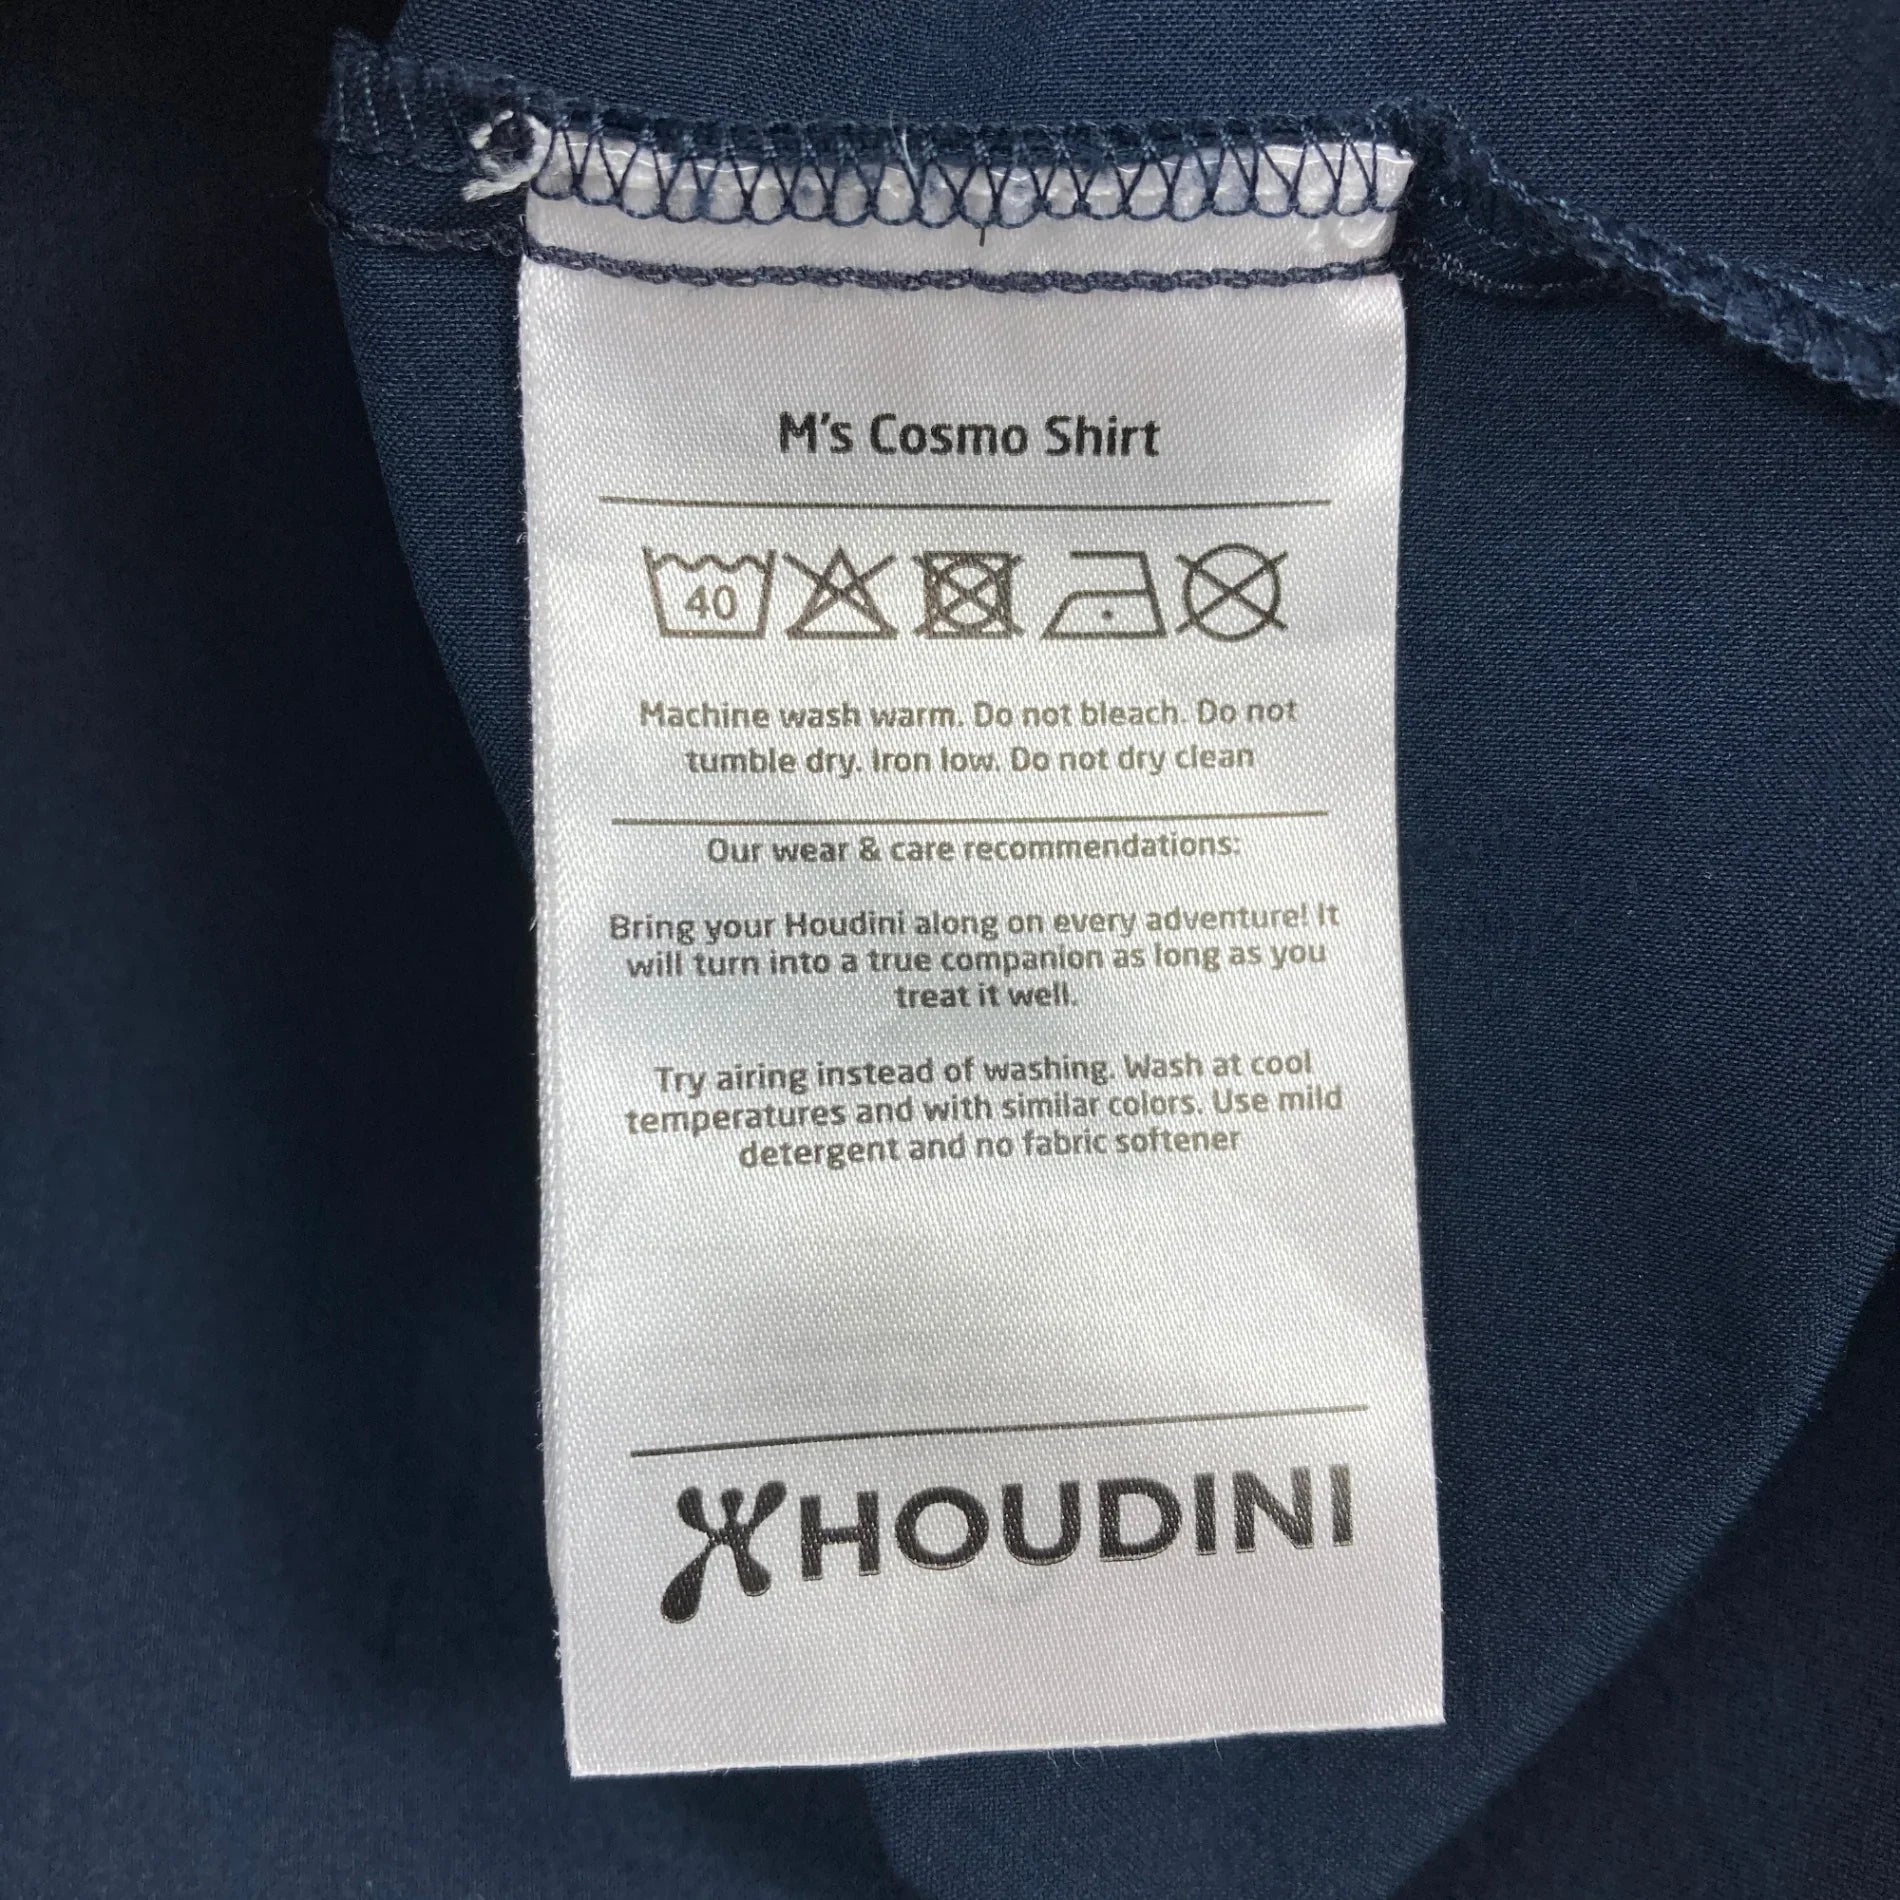 M's Cosmo Shirt
40
Machine wash warm. Do not bleach. Do not
tumble dry. Iron low. Do not dry clean
Our wear & care recommendations:
Bring your Houdini along on every adventure! It
will turn into a true companion as long as you
treat it well.
Try airing instead of washing. Wash at cool
temperatures and with similar colors. Use mild
detergent and no fabric softener
HOUDINI